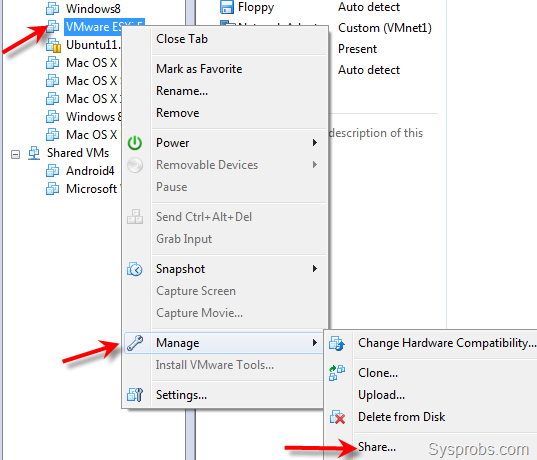 Windows8
VMware ESXi 5
Ubuntu11.
Mac OS X
Mac OS X
Mac OS X
Windows 8
Mac OS X
Shared VMs
Android4
Microsoft
Close Tab
Mark as Favorite
Rename...
Remove
Power
Removable Devices
Pause
Send Ctrl+Alt+Del
Grab Input
Snapshot
Capture Screen
Capture Movie...
Manage
Install VMware Tools...
Settings...
Floppy Auto detect
Network Adapt Custom (VMnet1)
Present
Auto detect
description of this
Change Hardware Compatibility...
Clone...
Upload...
Delete from Disk
Share...
Sysprobs.com